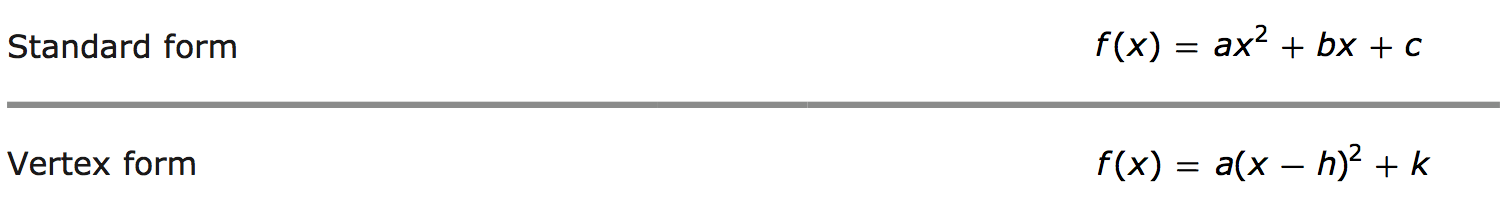 Standard form f(x) = ax² + bx + c
Vertex form f(x) = a(x − h)² + k